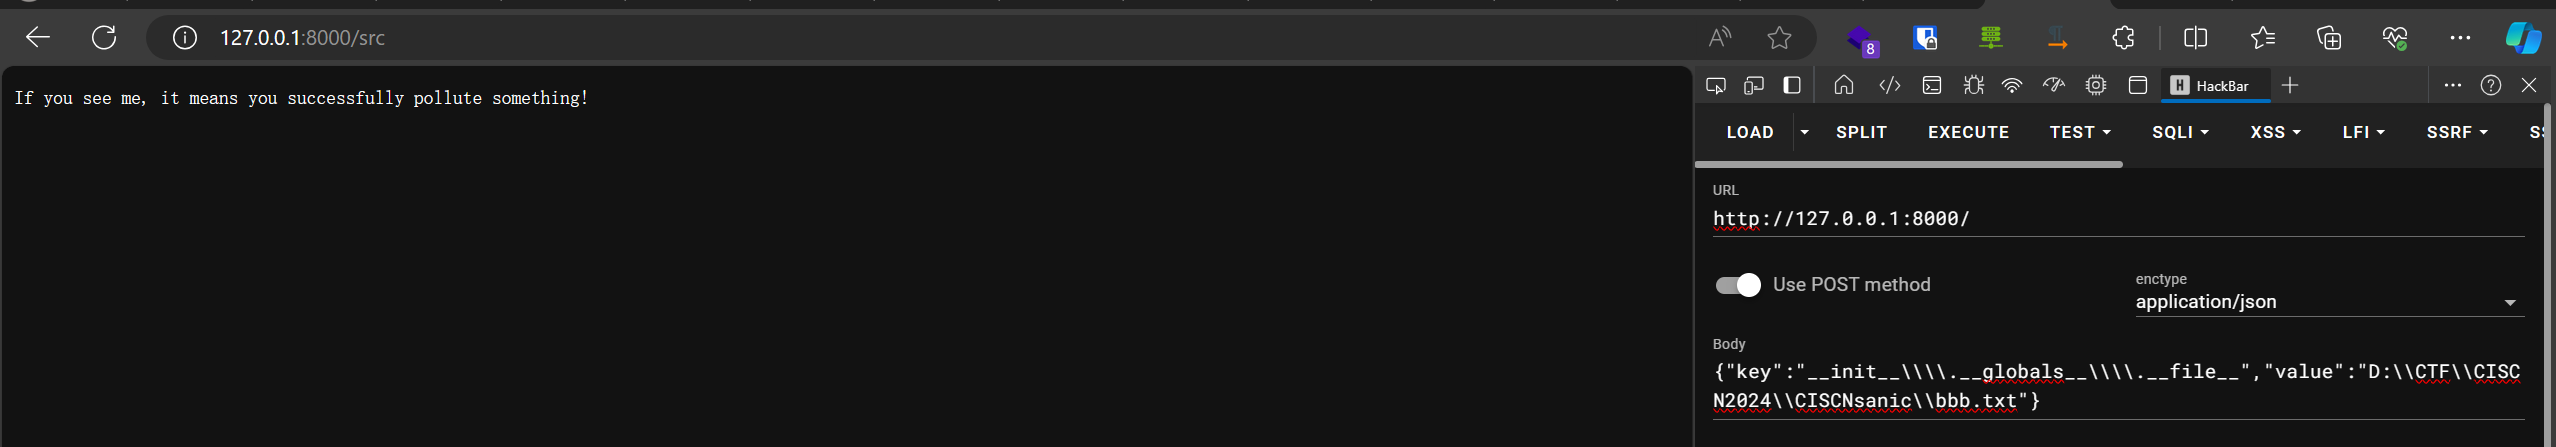 127.0.0.1:8000/src
8
If you see me, it means you successfully pollute something!
HackBar
LOAD SPLIT EXECUTE TEST SQLI XSS LFI SSRF
URL
http://127.0.0.1:8000/
Use POST method
enctype
application/json
Body
{"key":"__init__\\\\.__globals__\\\\.__file__","value":"D:\\CTF\\CISC
N2024\\CISCNsanic\\bbb.txt"}